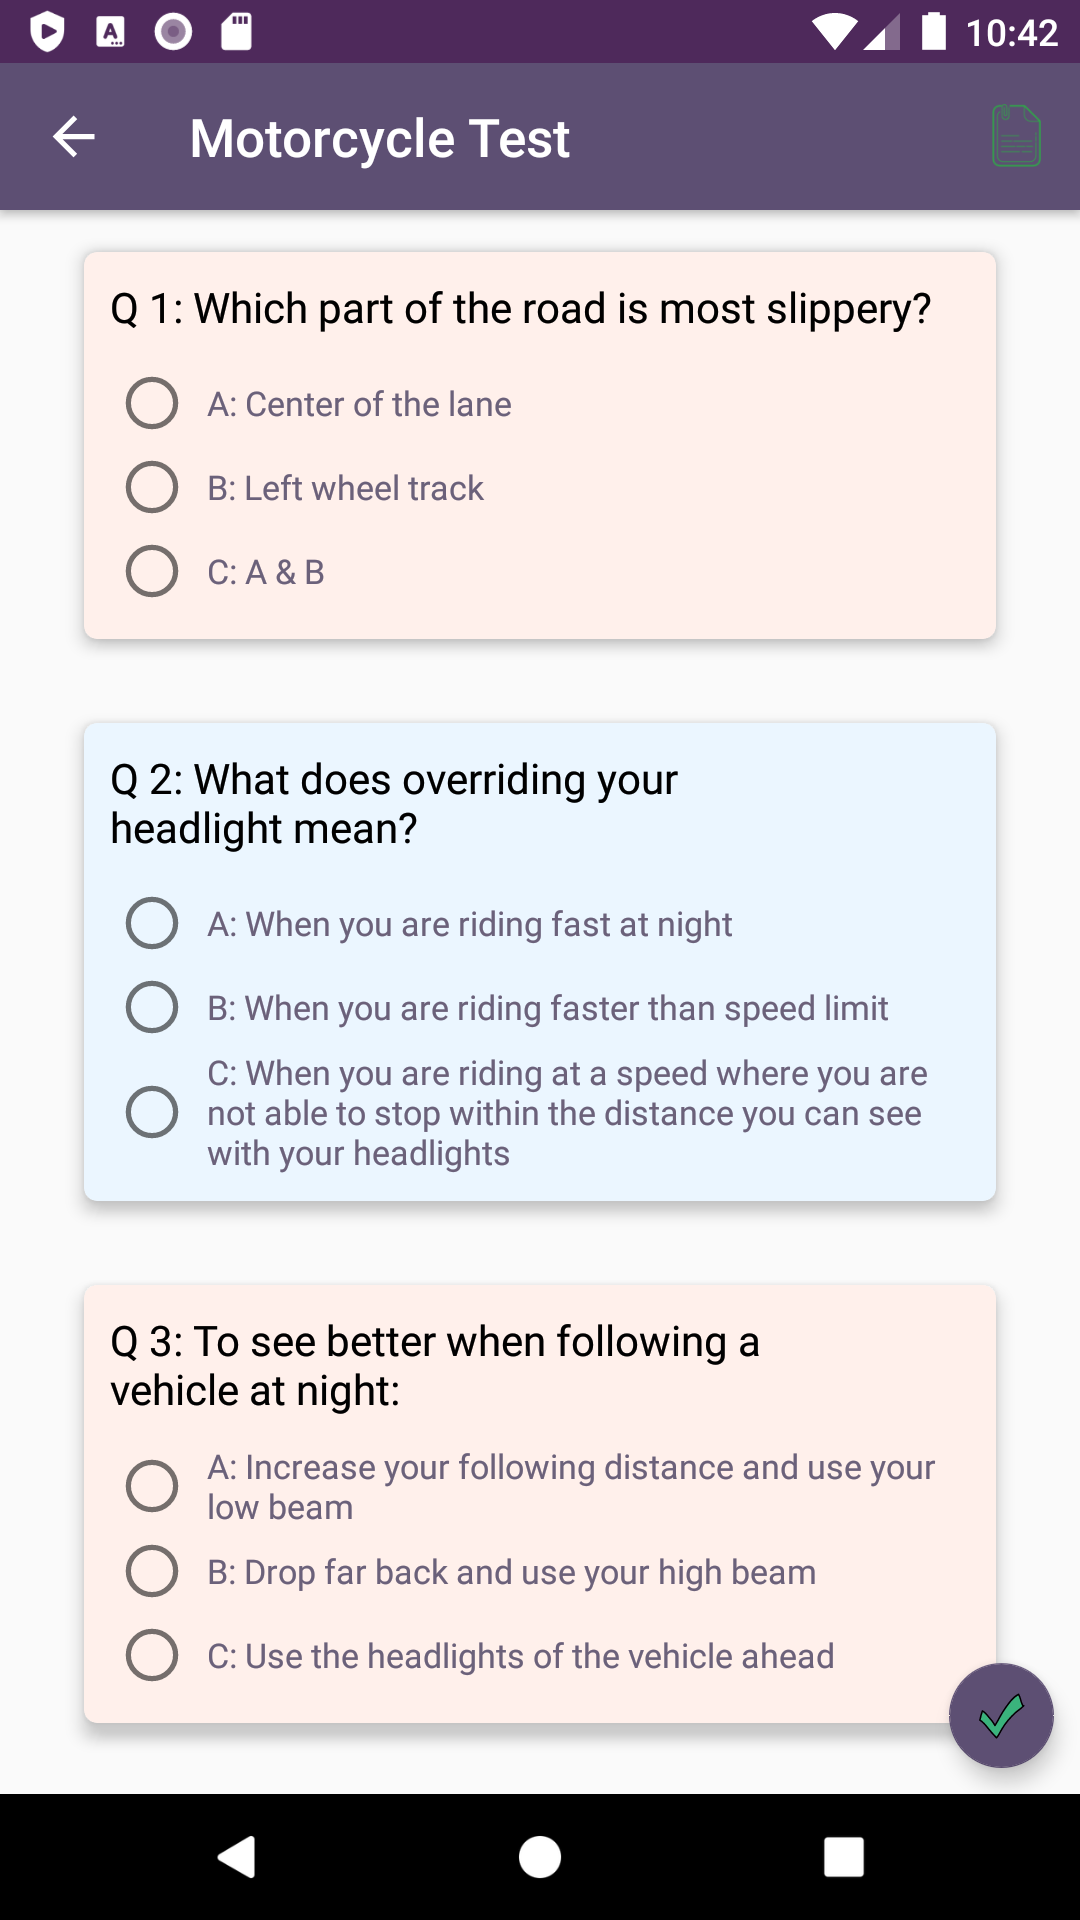 10:42
Motorcycle Test
Q 1: Which part of the road is most slippery?
A: Center of the lane
B: Left wheel track
C: A & B
Q 2: What does overriding your
headlight mean?
A: When you are riding fast at night
B: When you are riding faster than speed limit
C: When you are riding at a speed where you are
not able to stop within the distance you can see
with your headlights
Q 3: To see better when following a
vehicle at night:
A: Increase your following distance and use your
low beam
B: Drop far back and use your high beam
C: Use the headlights of the vehicle ahead